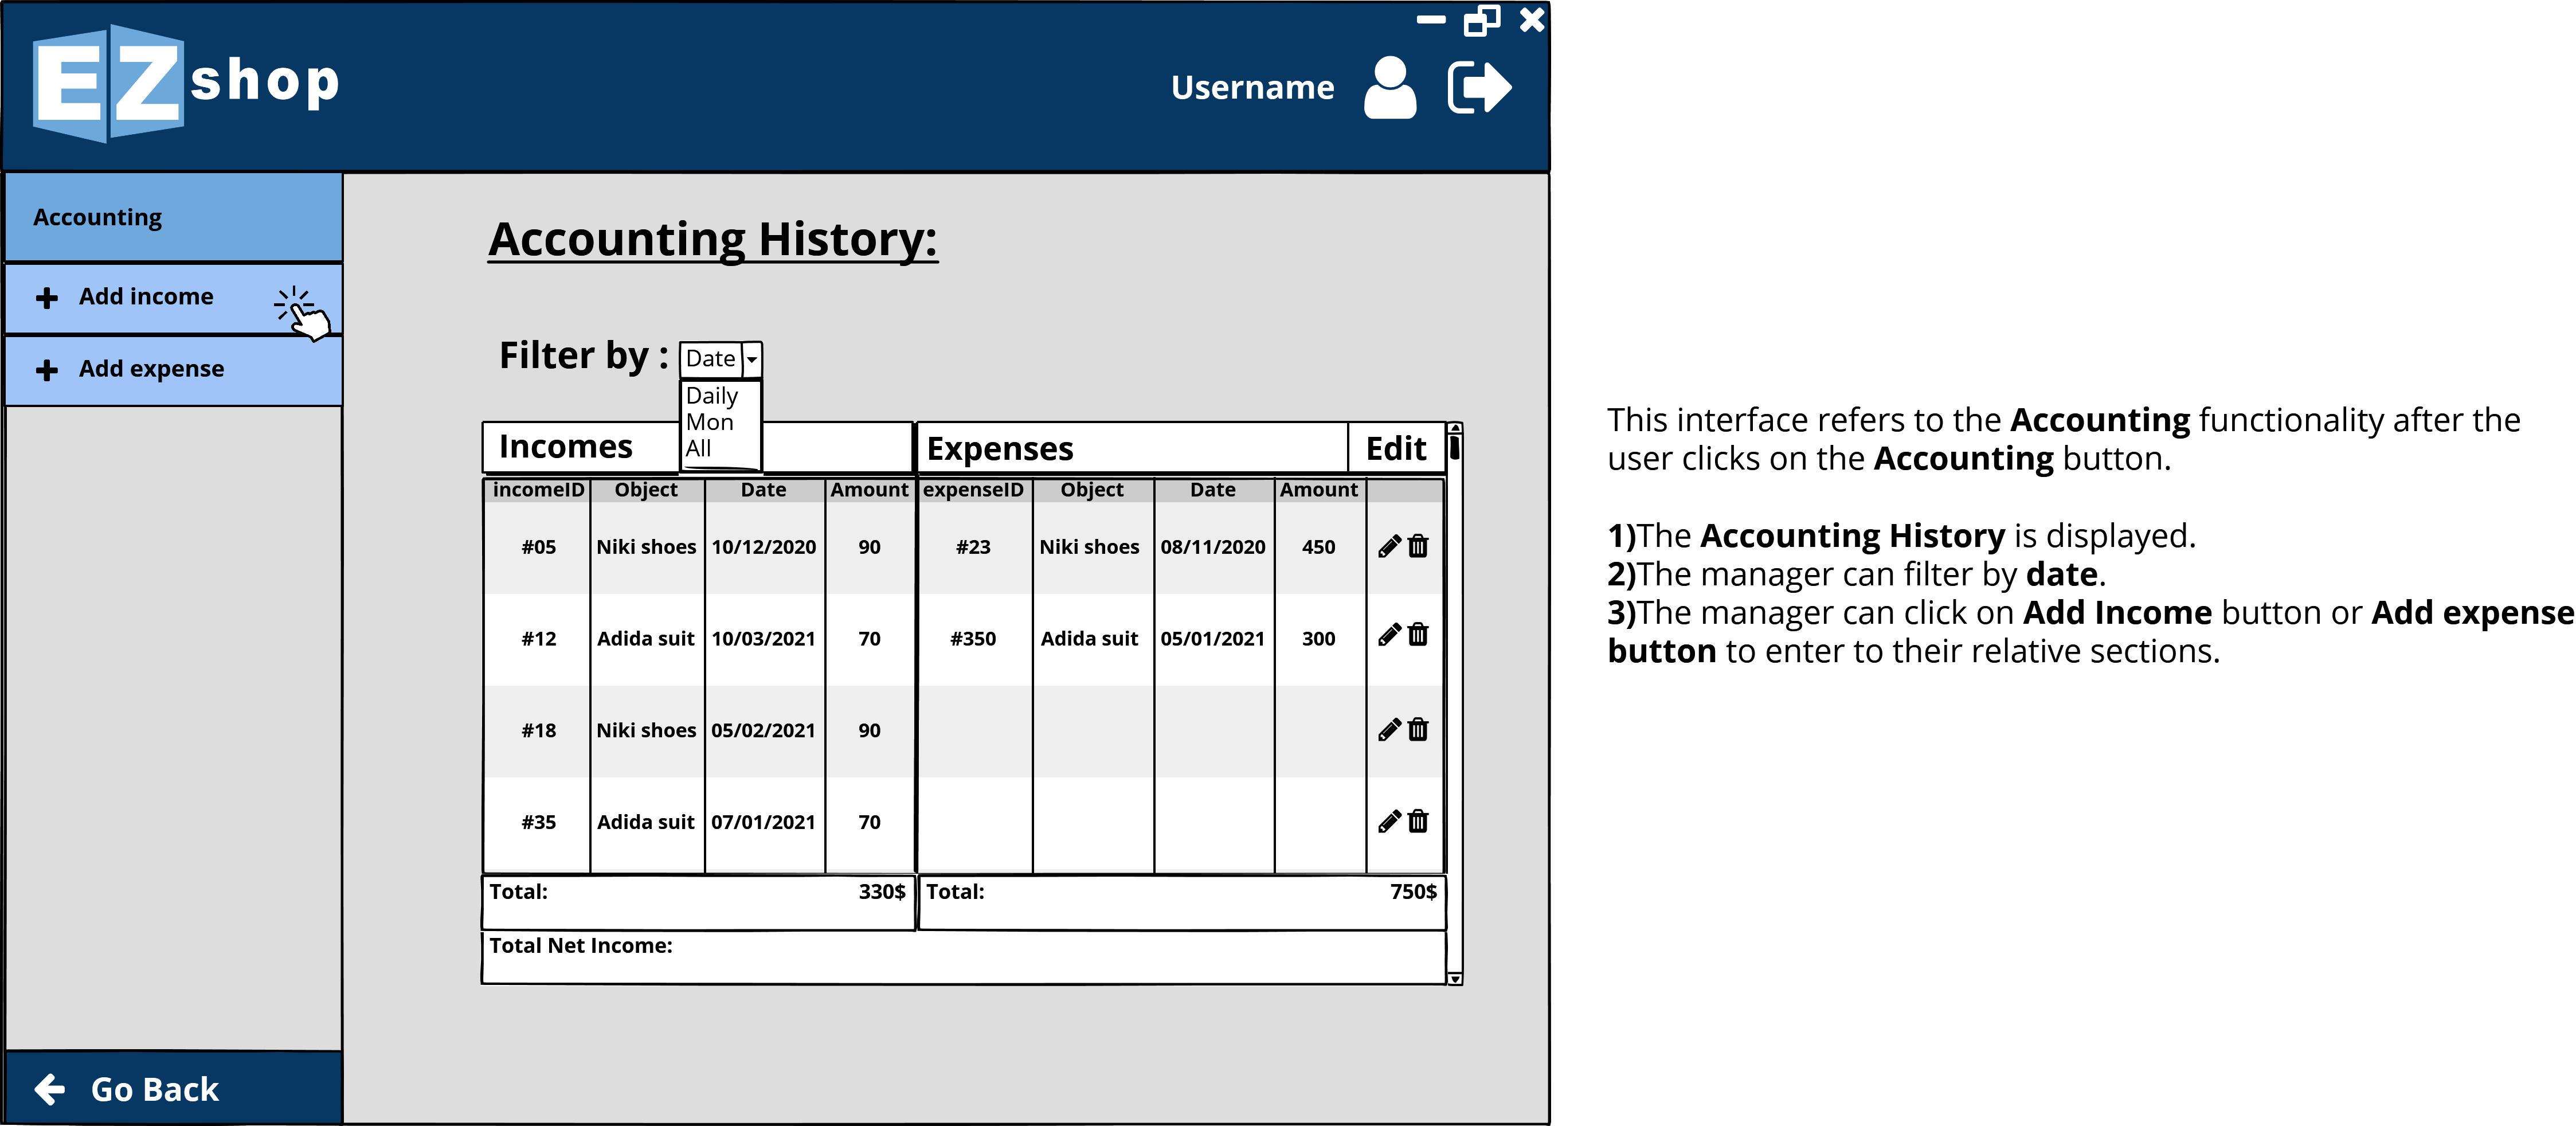 EZshop
Username
Accounting
Add income
Add expense
Go Back
Accounting History:
Filter by : Date
Daily
Mon
All
Incomes Expenses Edit
incomeID Object Date Amount expenseID Object Date Amount
#05 Niki shoes 10/12/2020 90 #23 Niki shoes 08/11/2020 450
#12 Adida suit 10/03/2021 70 #350 Adida suit 05/01/2021 300
#18 Niki shoes 05/02/2021 90
#35 Adida suit 07/01/2021 70
Total: 330$ Total: 750$
Total Net Income:
This interface refers to the Accounting functionality after the
user clicks on the Accounting button.
1)The Accounting History is displayed.
2)The manager can filter by date.
3)The manager can click on Add Income button or Add expense
button to enter to their relative sections.